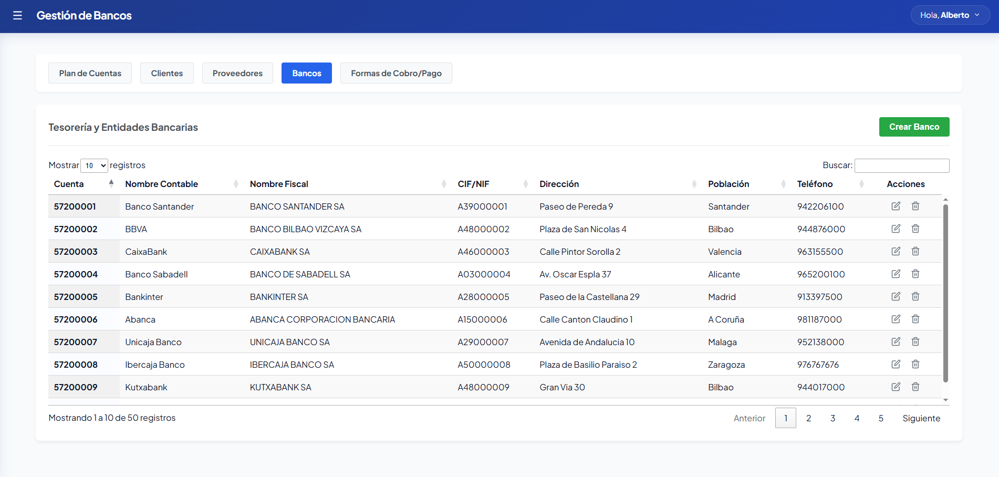 ☰ Gestión de Bancos Hola, Alberto
Plan de Cuentas Clientes Proveedores Bancos Formas de Cobro/Pago
Tesorería y Entidades Bancarias Crear Banco
Mostrar 10 registros Buscar:
Cuenta Nombre Contable Nombre Fiscal CIF/NIF Dirección Población Teléfono Acciones
57200001 Banco Santander BANCO SANTANDER SA A39000001 Paseo de Pereda 9 Santander 942206100
57200002 BBVA BANCO BILBAO VIZCAYA SA A48000002 Plaza de San Nicolas 4 Bilbao 944876000
57200003 CaixaBank CAIXABANK SA A46000003 Calle Pintor Sorolla 2 Valencia 963155500
57200004 Banco Sabadell BANCO DE SABADELL SA A03000004 Av. Oscar Espla 37 Alicante 965200100
57200005 Bankinter BANKINTER SA A28000005 Paseo de la Castellana 29 Madrid 913397500
57200006 Abanca ABANCA CORPORACION BANCARIA A15000006 Calle Canton Claudino 1 A Coruña 981187000
57200007 Unicaja Banco UNICAJA BANCO SA A29000007 Avenida de Andalucia 10 Malaga 952138000
57200008 Ibercaja Banco IBERCAJA BANCO SA A50000008 Plaza de Basilio Paraiso 2 Zaragoza 976767676
57200009 Kutxabank KUTXABANK SA A48000009 Gran Via 30 Bilbao 944017000
Mostrando 1 a 10 de 50 registros Anterior 1 2 3 4 5 Siguiente